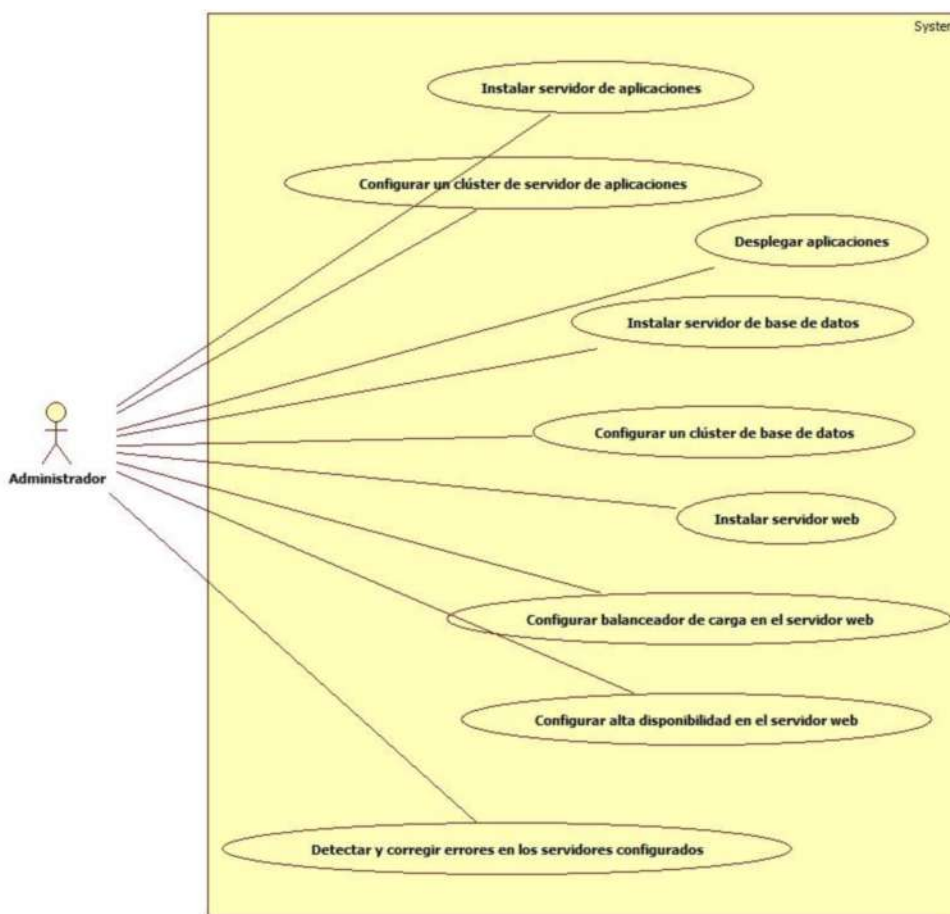 System
Instalar servidor de aplicaciones
Configurar un clúster de servidor de aplicaciones
Desplegar aplicaciones
Instalar servidor de base de datos
Configurar un clúster de base de datos
Administrador
Instalar servidor web
Configurar balanceador de carga en el servidor web
Configurar alta disponibilidad en el servidor web
Detectar y corregir errores en los servidores configurados